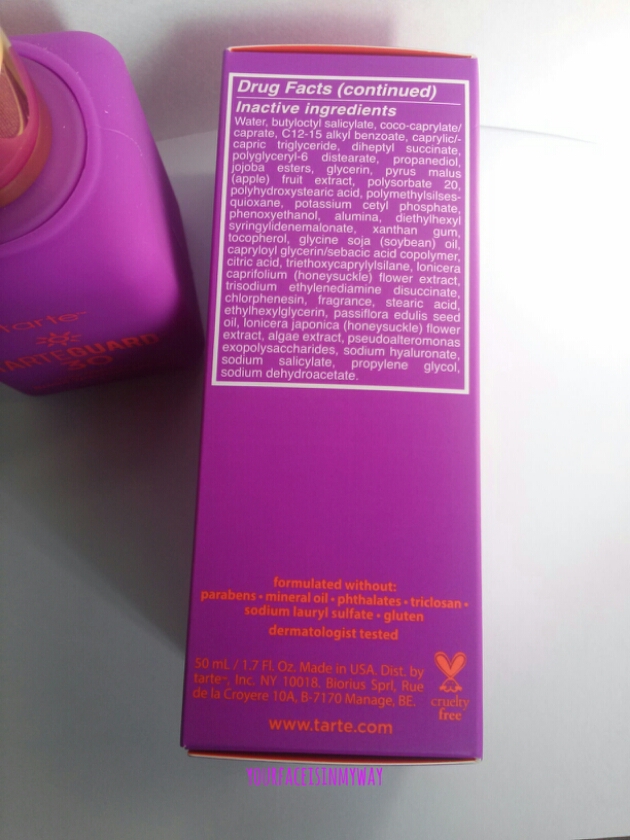 Drug Facts (continued)
Inactive ingredients
Water, butyloctyl salicylate, coco-caprylate/
caprate, C12-15 alkyl benzoate, caprylic/-
capric triglyceride, diheptyl succinate,
polyglyceryl-6 distearate, propanediol,
jojoba esters, glycerin, pyrus malus
(apple) fruit extract, polysorbate 20,
polyhydroxystearic acid, polymethylsilses-
quioxane, potassium cetyl phosphate,
phenoxyethanol, alumina, diethylhexyl
syringylidenemalonate, xanthan gum,
tocopherol, glycine soja (soybean) oil,
capryloyl glycerin/sebacic acid copolymer,
citric acid, triethoxycaprylylsilane, lonicera
caprifolium (honeysuckle) flower extract,
trisodium ethylenediamine disuccinate,
chlorphenesin, fragrance, stearic acid,
ethylhexylglycerin, passiflora edulis seed
oil, lonicera japonica (honeysuckle) flower
extract, algae extract, pseudoalteromonas
exopolysaccharides, sodium hyaluronate,
sodium salicylate, propylene glycol,
sodium dehydroacetate.
tarte™
TARTEGUARD
30
formulated without:
parabens • mineral oil • phthalates • triclosan •
sodium lauryl sulfate • gluten
dermatologist tested
50 mL / 1.7 Fl. Oz. Made in USA. Dist. by
tarte™, Inc. NY 10018. Biorius Sprl, Rue
de la Croyere 10A, B-7170 Manage, BE.
cruelty
free
www.tarte.com
YOURFACEISINMYWAY